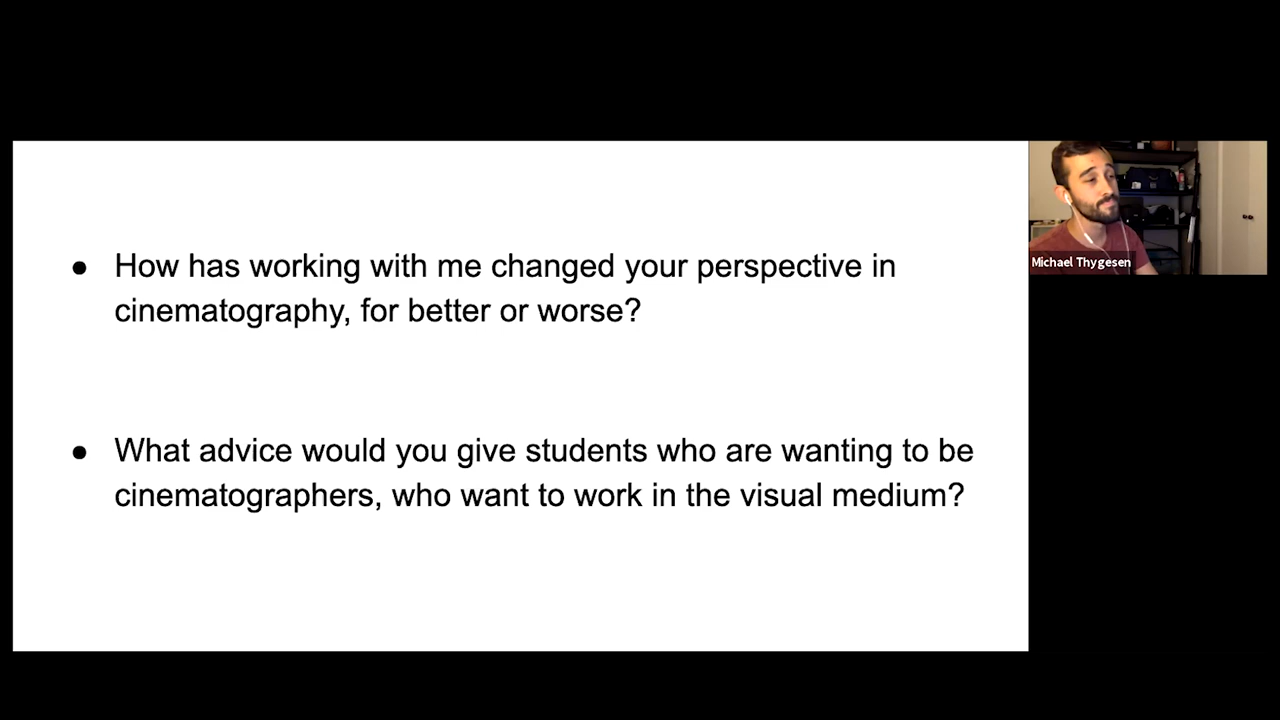 ● How has working with me changed your perspective in
cinematography, for better or worse?
● What advice would you give students who are wanting to be
cinematographers, who want to work in the visual medium?
Michael Thygesen